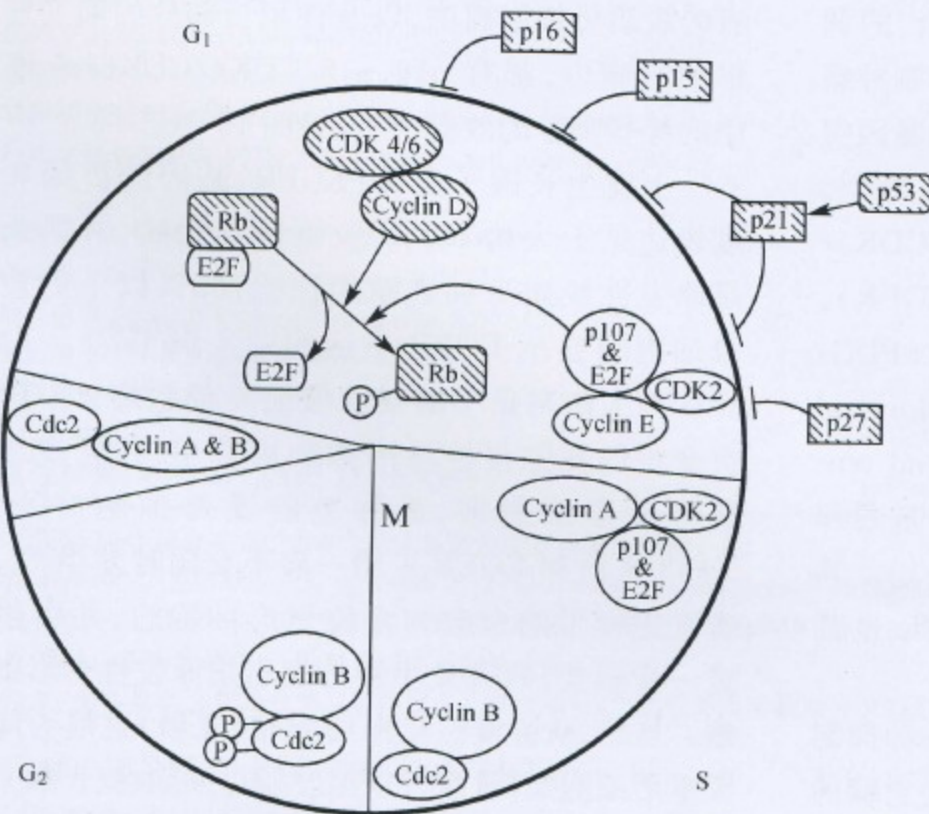 G₁
p16
p15
p53
p21
CDK 4/6
Cyclin D
Rb
E2F
E2F
Rb
P
p107
&
E2F
CDK2
Cyclin E
p27
Cdc2
Cyclin A & B
M
Cyclin A
CDK2
p107
&
E2F
Cyclin B
P
P
Cdc2
Cyclin B
Cdc2
G₂
S